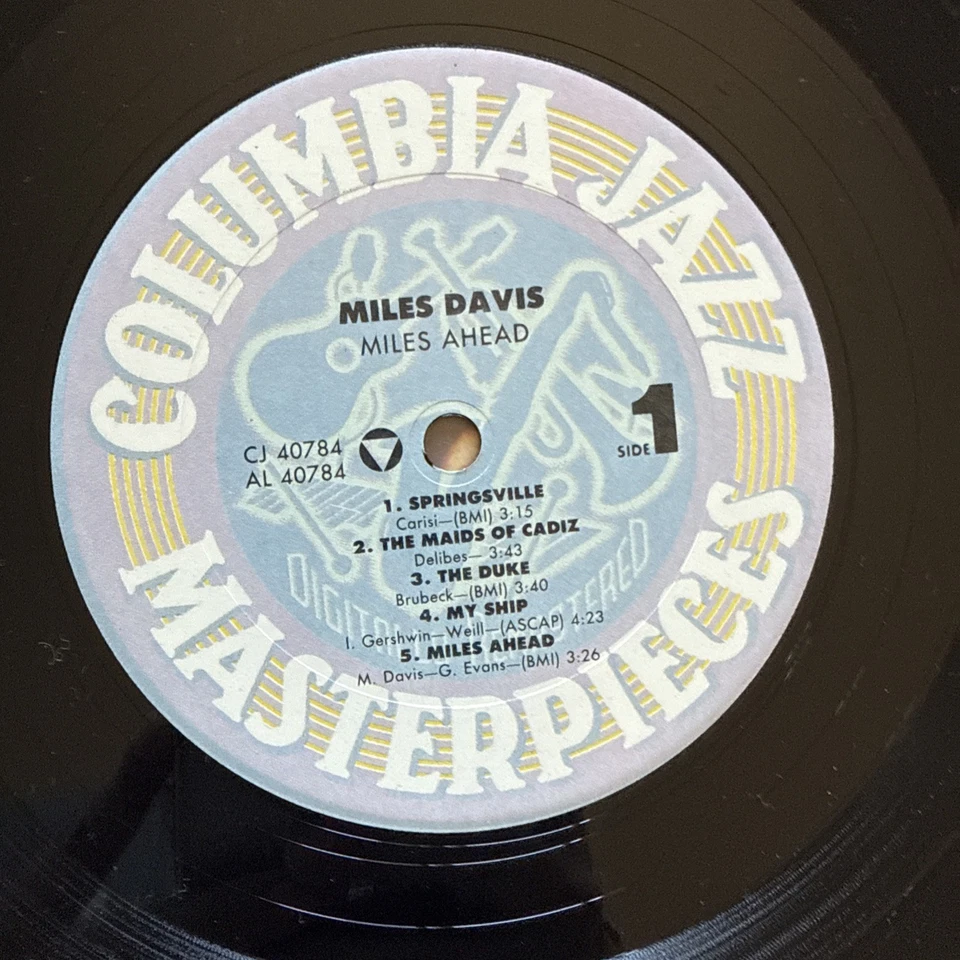 COLUMBIA JAZZ
MILES DAVIS
MILES AHEAD
CJ 40784
AL 40784
SIDE 1
1. SPRINGSVILLE
Carisi—(BMI) 3:15
2. THE MAIDS OF CADIZ
Delibes— 3:43
3. THE DUKE
Brubeck—(BMI) 3:40
4. MY SHIP
I. Gershwin—Weill—(ASCAP) 4:23
5. MILES AHEAD
M. Davis—G. Evans—(BMI) 3:26
DIGITALLY REMASTERED
MASTERPIECES